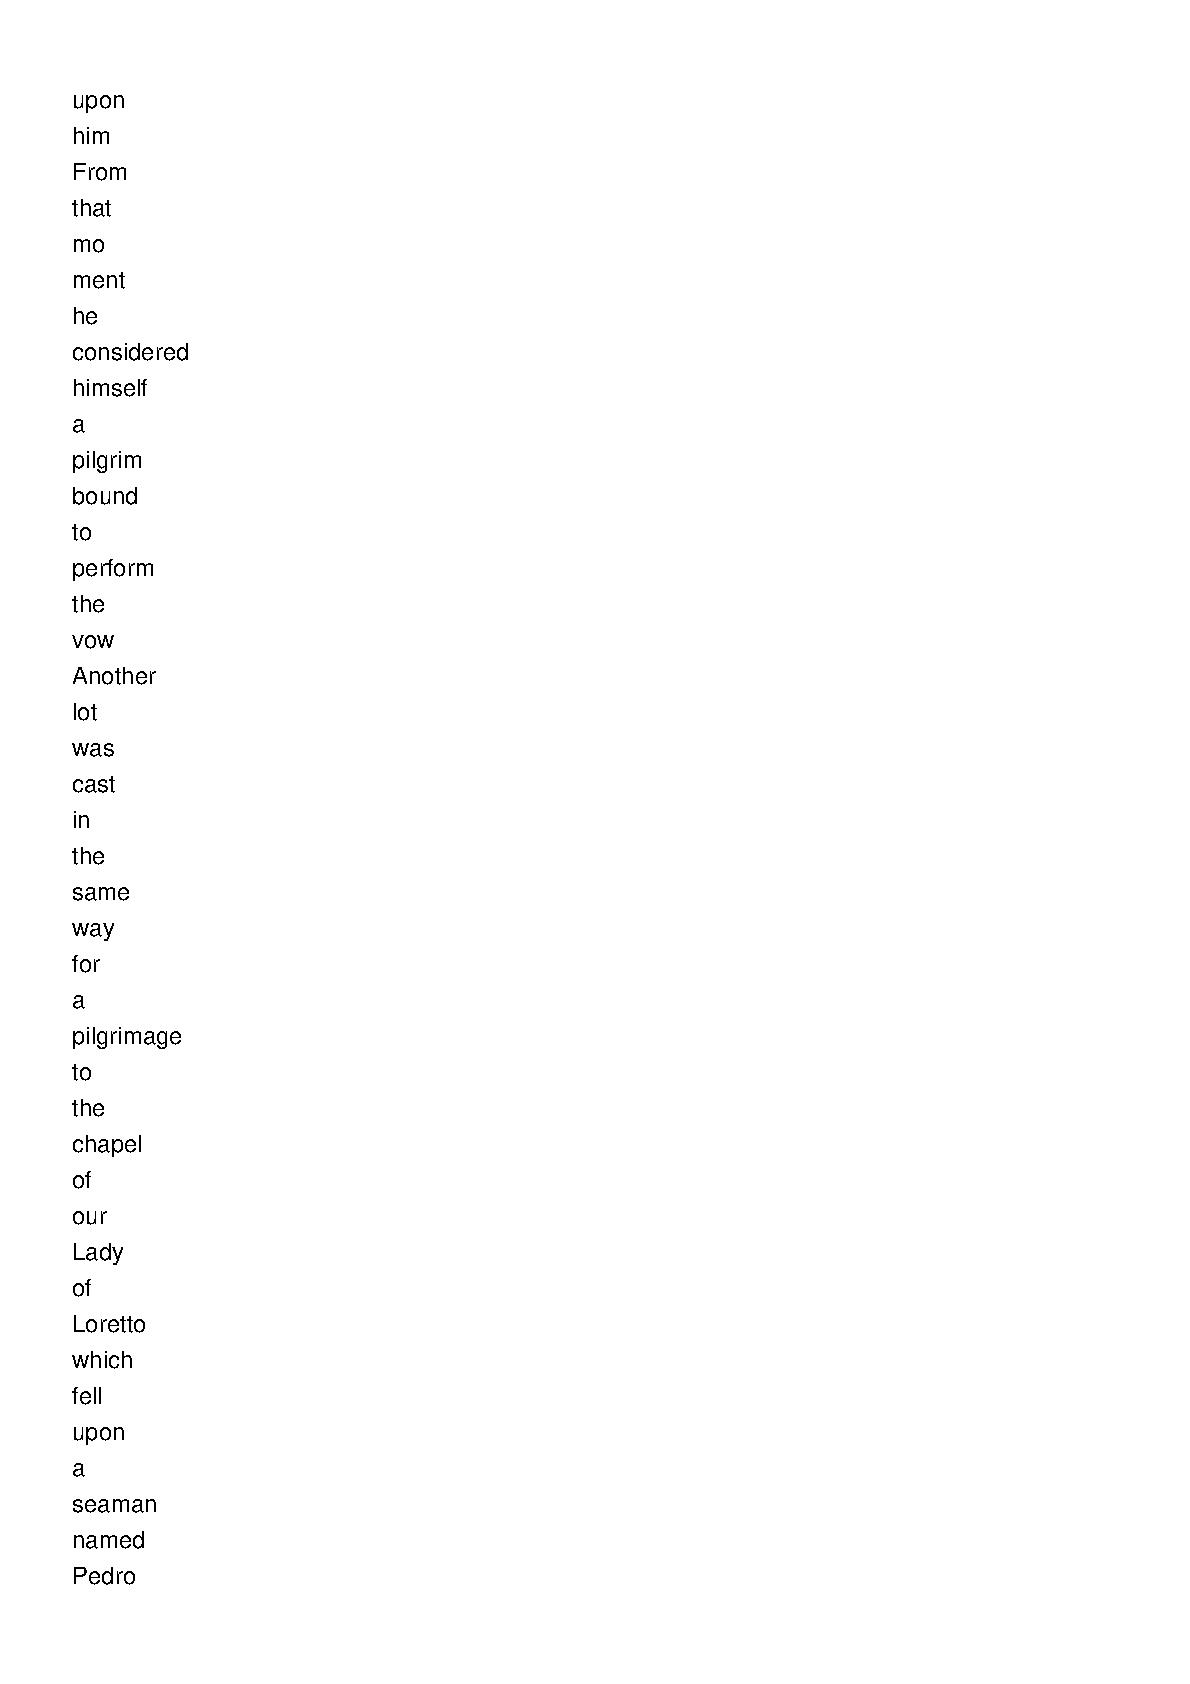 upon
him
From
that
mo
ment
he
considered
himself
a
pilgrim
bound
to
perform
the
vow
Another
lot
was
cast
in
the
same
way
for
a
pilgrimage
to
the
chapel
of
our
Lady
of
Loretto
which
fell
upon
a
seaman
named
Pedro